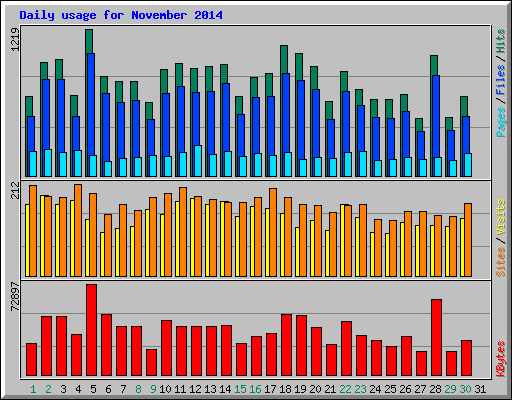 Daily usage for November 2014
1219
Pages / Files / Hits
212
Sites / Visits
72897
KBytes
1 2 3 4 5 6 7 8 9 10 11 12 13 14 15 16 17 18 19 20 21 22 23 24 25 26 27 28 29 30 31